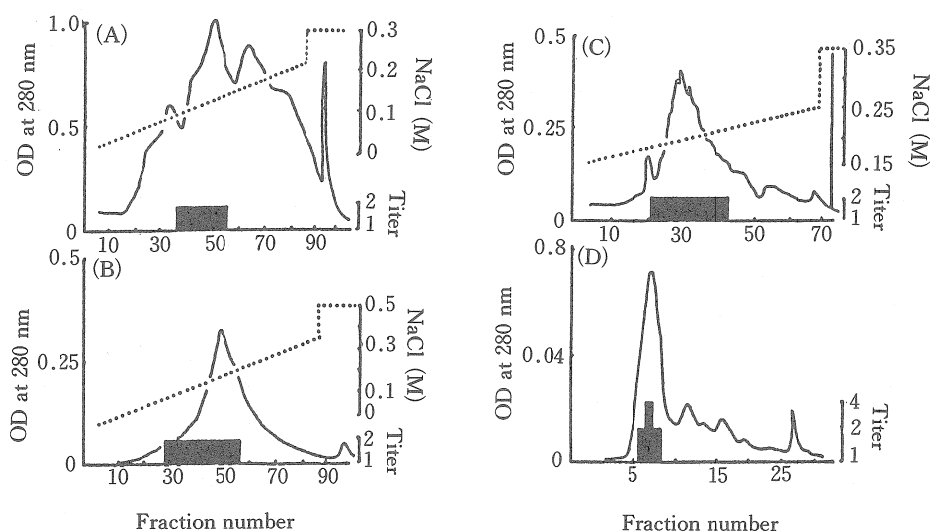 (A)
1.0
0.5
0
OD at 280 nm
0.3
0.2
0.1
0
NaCl (M)
2
1
Titer
10 30 50 70 90
(B)
0.5
0.25
0
OD at 280 nm
0.5
0.3
0.1
0
NaCl (M)
2
1
Titer
10 30 50 70 90
Fraction number
(C)
0.5
0.25
0
OD at 280 nm
0.35
0.25
0.15
NaCl (M)
2
1
Titer
10 30 50 70
(D)
0.8
0.04
0
OD at 280 nm
4
2
1
Titer
5 15 25
Fraction number